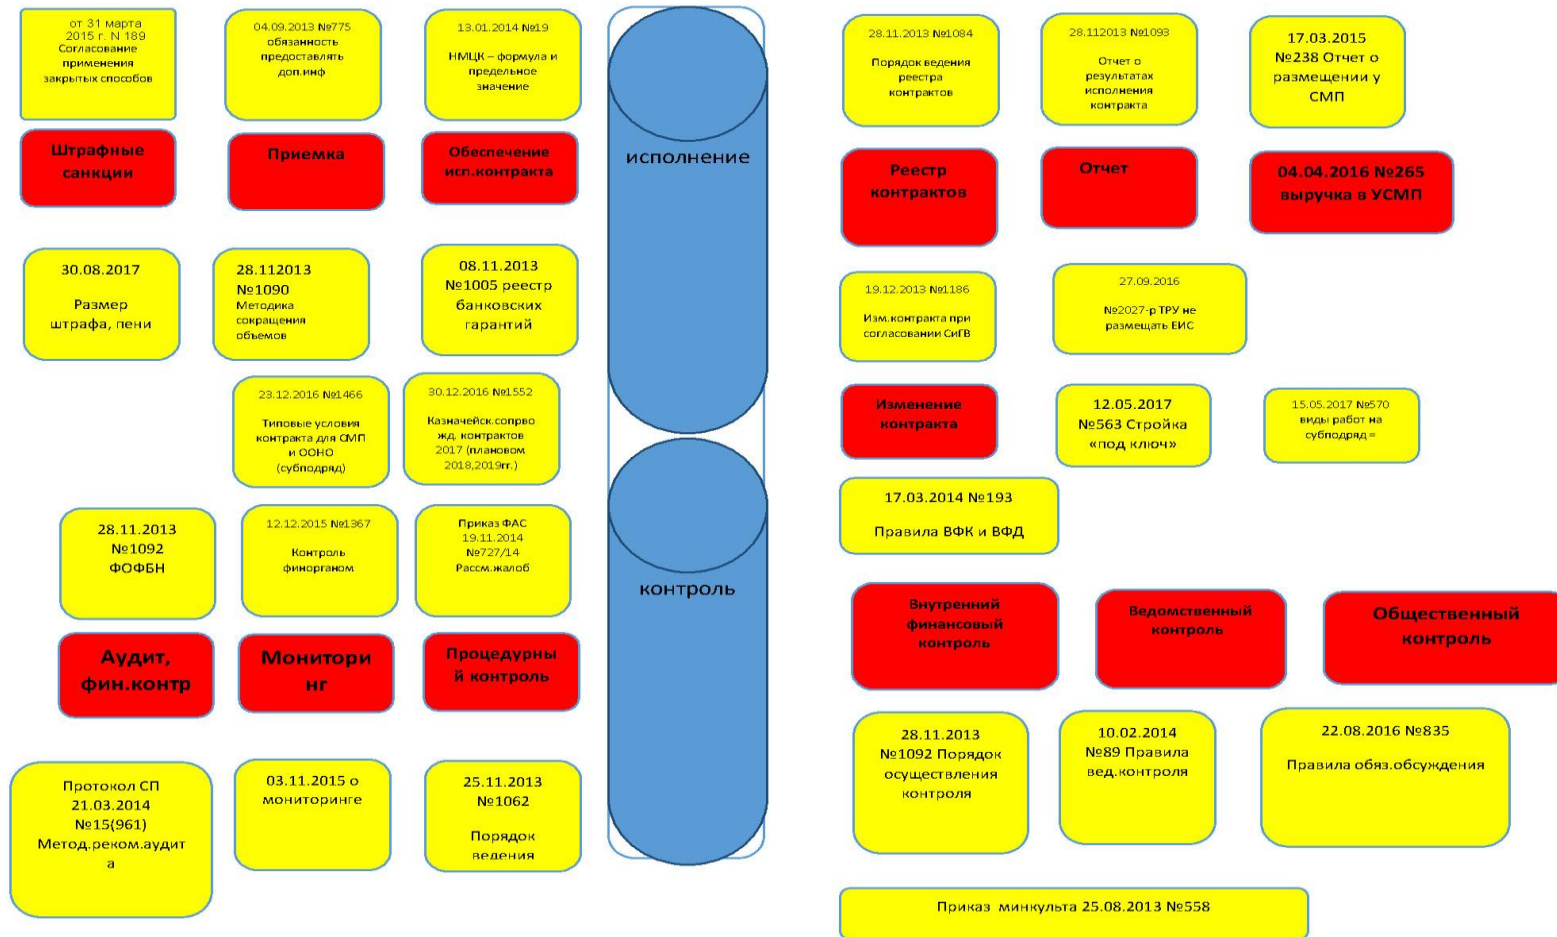 от 31 марта
2015 г. N 189
Согласование
применения
закрытых способов
04.09.2013 №775
обязанность
предоставлять
доп.инф
13.01.2014 №19
НМЦК – формула и
предельное
значение
Штрафные
санкции
Приемка
Обеспечение
исп.контракта
30.08.2017
Размер
штрафа, пени
28.112013
№1090
Методика
сокращения
объемов
08.11.2013
№1005 реестр
банковских
гарантий
23.12.2016 №1466
Типовые условия
контракта для СМП
и ООНО
(субподряд)
30.12.2016 №1552
Казначейск.сопрво
жд. контрактов
2017 (плановом
2018,2019гг.)
28.11.2013
№1092
ФОФБН
12.12.2015 №1367
Контроль
финорганом
Приказ ФАС
19.11.2014
№727/14
Рассм.жалоб
Аудит,
фин.контр
Монитори
нг
Процедурны
й контроль
Протокол СП
21.03.2014
№15(961)
Метод.реком.аудит
а
03.11.2015 о
мониторинге
25.11.2013
№1062
Порядок
ведения
исполнение
контроль
28.11.2013 №1084
Порядок ведения
реестра
контрактов
28.112013 №1093
Отчет о
результатах
исполнения
контракта
17.03.2015
№238 Отчет о
размещении у
СМП
Реестр
контрактов
Отчет
04.04.2016 №265
выручка в УСМП
19.12.2013 №1186
Изм.контракта при
согласовании СиГВ
27.09.2016
№2027-р ТРУ не
размещать ЕИС
Изменение
контракта
12.05.2017
№563 Стройка
«под ключ»
15.05.2017 №570
виды работ на
субподряд =
17.03.2014 №193
Правила ВФК и ВФД
Внутренний
финансовый
контроль
Ведомственный
контроль
Общественный
контроль
28.11.2013
№1092 Порядок
осуществления
контроля
10.02.2014
№89 Правила
вед.контроля
22.08.2016 №835
Правила обяз.обсуждения
Приказ минкульта 25.08.2013 №558